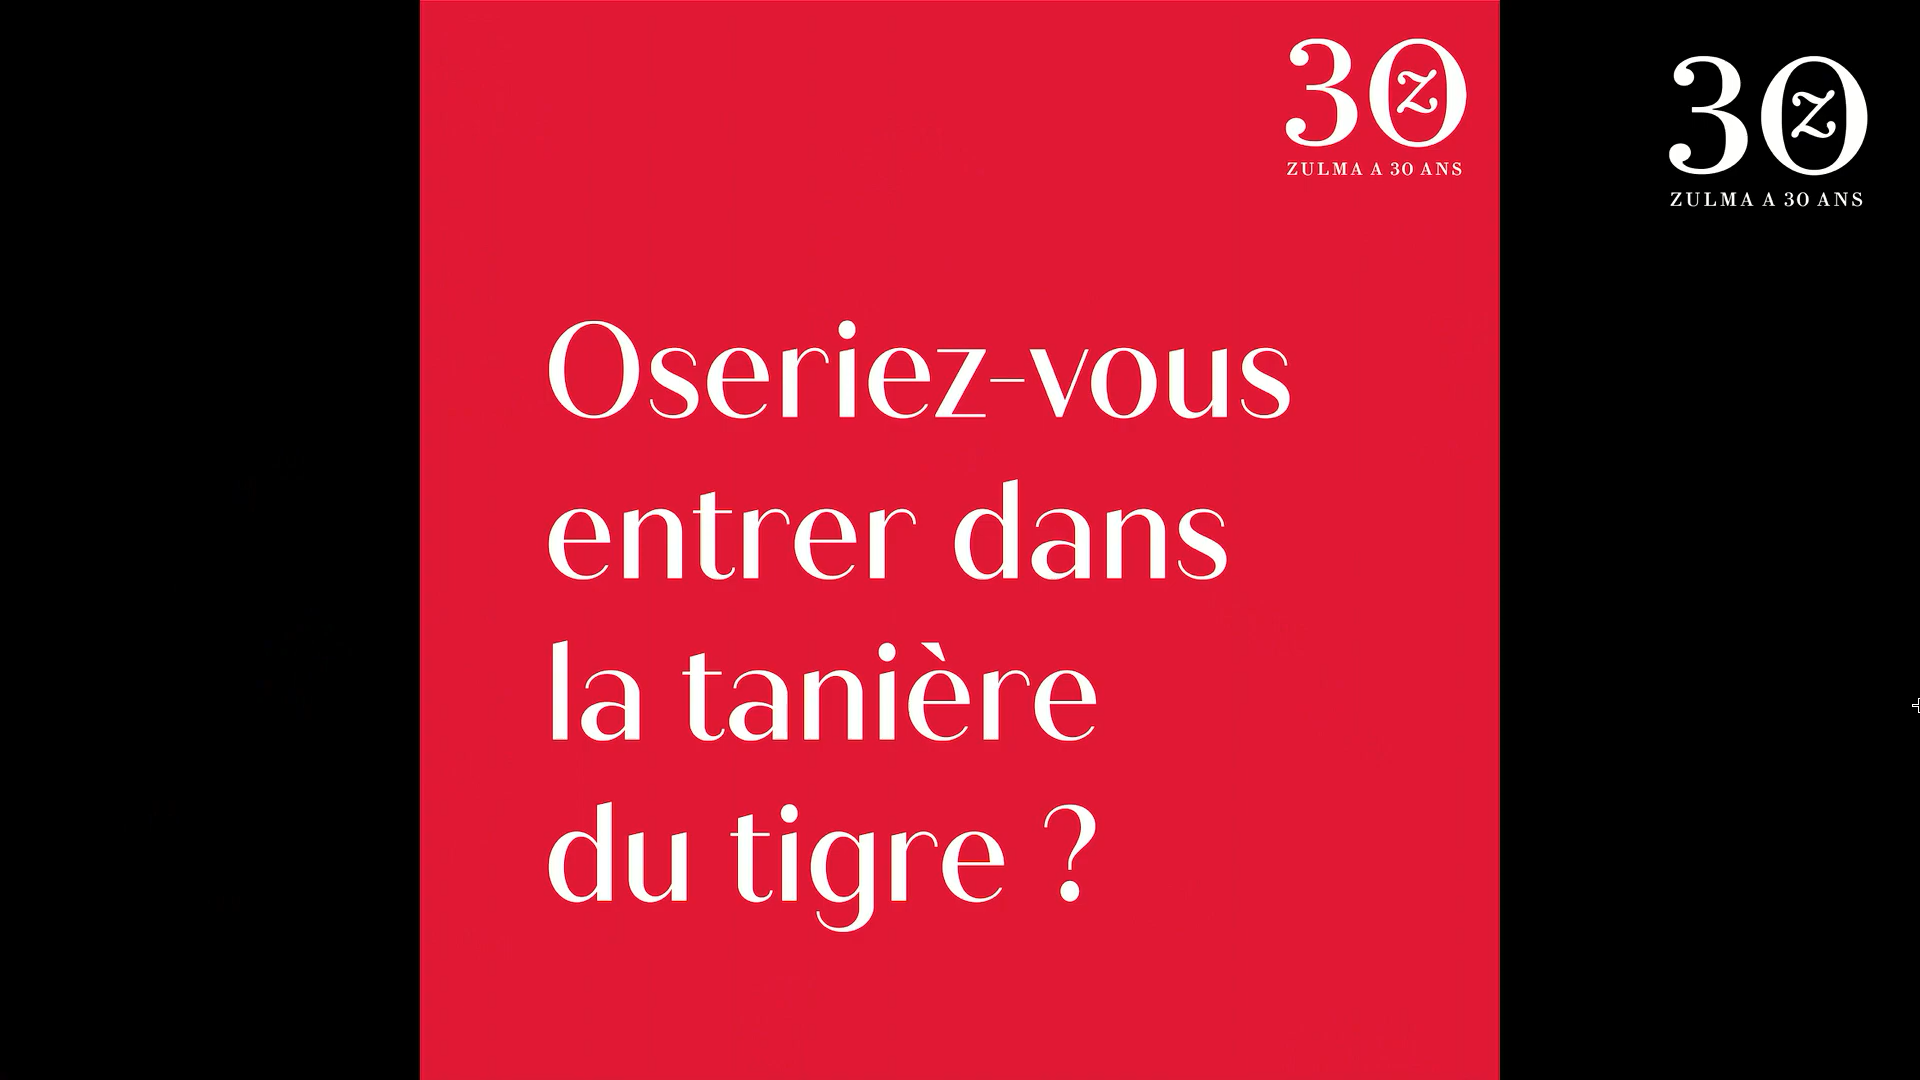 30
Z
ZULMA A 30 ANS
30
Z
ZULMA A 30 ANS
Oseriez-vous
entrer dans
la tanière
du tigre ?